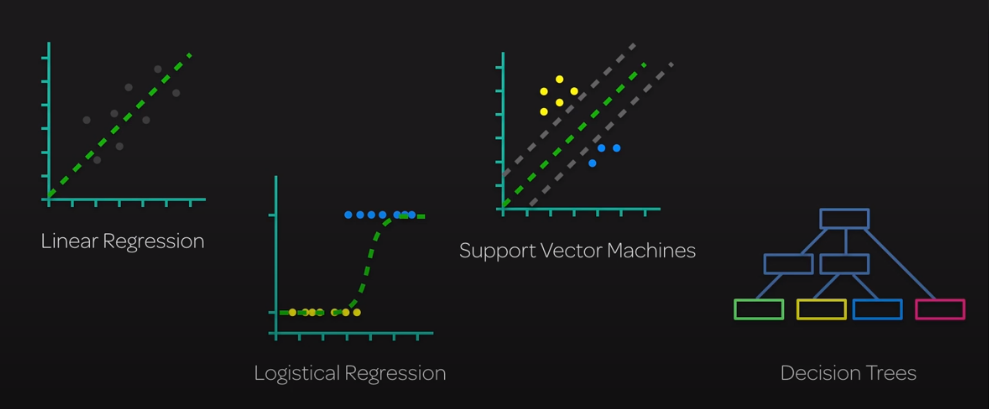 Linear Regression
Logistical Regression
Support Vector Machines
Decision Trees